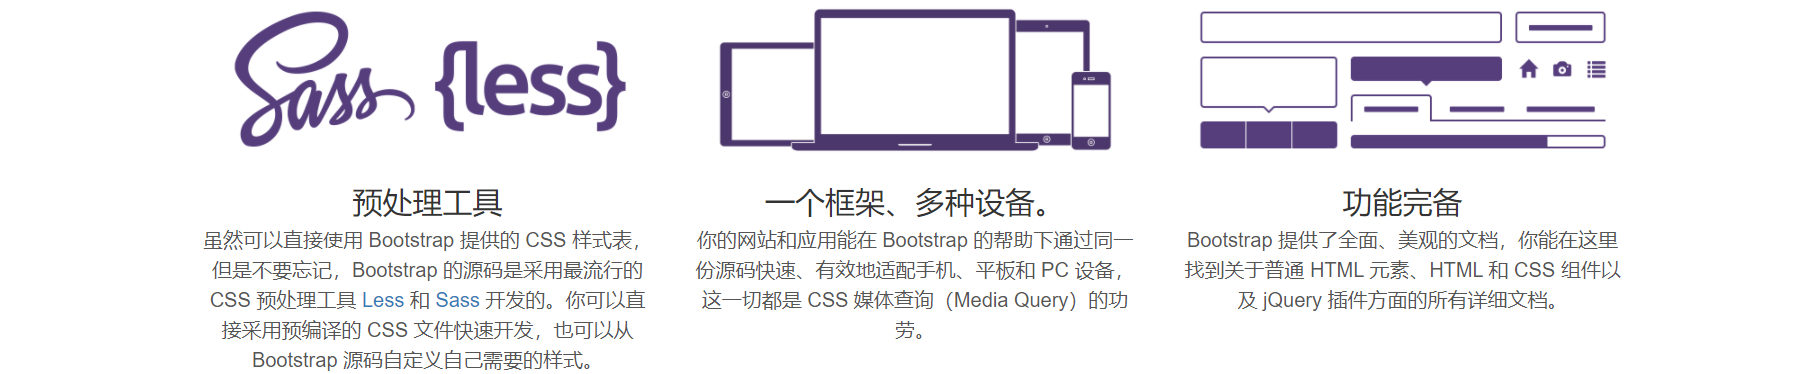 Sass {less}
预处理工具
虽然可以直接使用 Bootstrap 提供的 CSS 样式表，
但是不要忘记，Bootstrap 的源码是采用最流行的
CSS 预处理工具 Less 和 Sass 开发的。你可以直
接采用预编译的 CSS 文件快速开发，也可以从
Bootstrap 源码自定义自己需要的样式。
一个框架、多种设备。
你的网站和应用能在 Bootstrap 的帮助下通过同一
份源码快速、有效地适配手机、平板和 PC 设备，
这一切都是 CSS 媒体查询（Media Query）的功
劳。
功能完备
Bootstrap 提供了全面、美观的文档，你能在这里
找到关于普通 HTML 元素、HTML 和 CSS 组件以
及 jQuery 插件方面的所有详细文档。